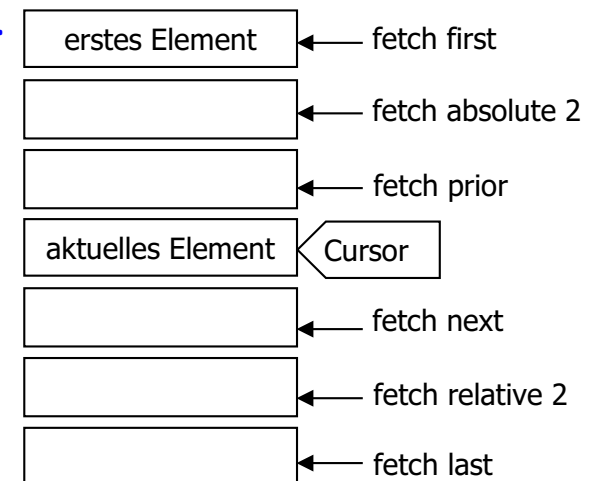 erstes Element
fetch first
fetch absolute 2
fetch prior
aktuelles Element
Cursor
fetch next
fetch relative 2
fetch last